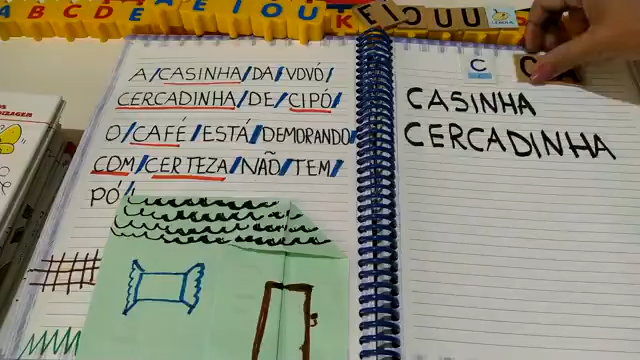 A B C D E E I O U
A/CASINHA/DA/VOVÓ/
CERCADINHA/DE/CIPÓ/
O/CAFÉ/ESTÁ/DEMORANDO/
COM/CERTEZA/NÃO/TEM/
PÓ/
C
CASINHA
CERCADINHA